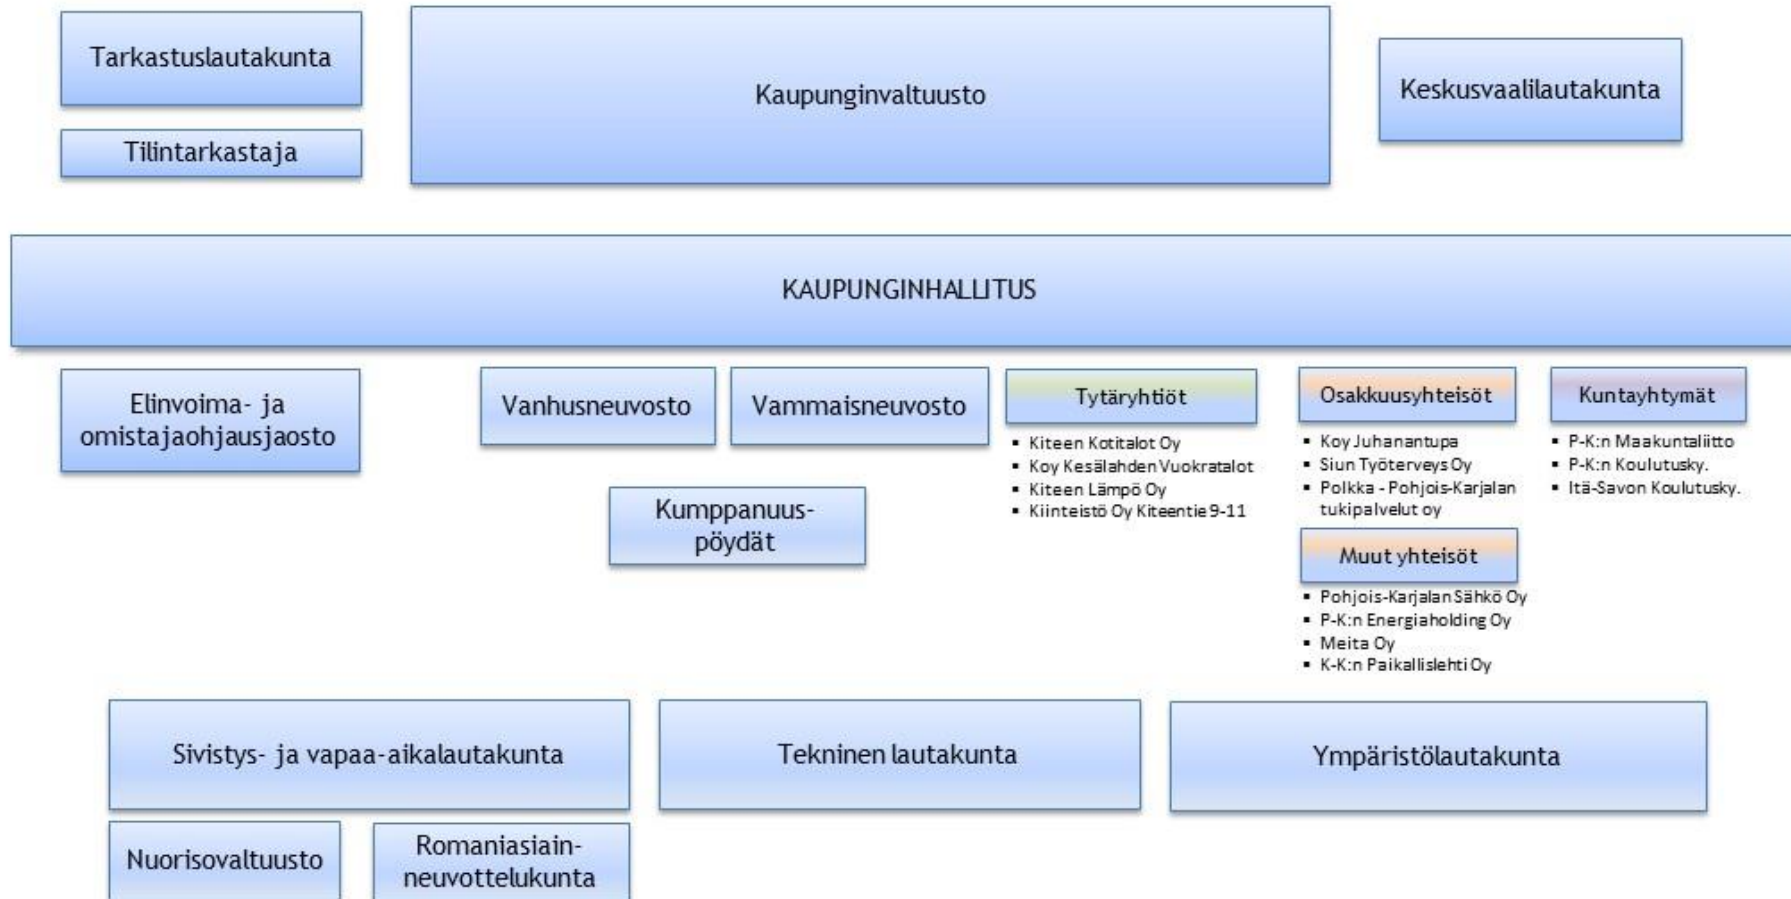 Tarkastuslautakunta
Tilintarkastaja
Kaupunginvaltuusto
Keskusvaalilautakunta
KAUPUNGINHALLITUS
Elinvoima- ja
omistajaohjausjaosto
Vanhusneuvosto
Vammaisneuvosto
Kumppanuus-
pöydät
Tytäryhtiöt
▪ Kiteen Kotitalot Oy
▪ Koy Kesälahden Vuokratalot
▪ Kiteen Lämpö Oy
▪ Kiinteistö Oy Kiteentie 9-11
Osakkuusyhteisöt
▪ Koy Juhanantupa
▪ Siun Työterveys Oy
▪ Polkka - Pohjois-Karjalan
tukipalvelut oy
Muut yhteisöt
▪ Pohjois-Karjalan Sähkö Oy
▪ P-K:n Energiaholding Oy
▪ Meita Oy
▪ K-K:n Paikallislehti Oy
Kuntayhtymät
▪ P-K:n Maakuntaliitto
▪ P-K:n Koulutusky.
▪ Itä-Savon Koulutusky.
Sivistys- ja vapaa-aikalautakunta
Tekninen lautakunta
Ympäristölautakunta
Nuorisovaltuusto
Romaniasiain-
neuvottelukunta